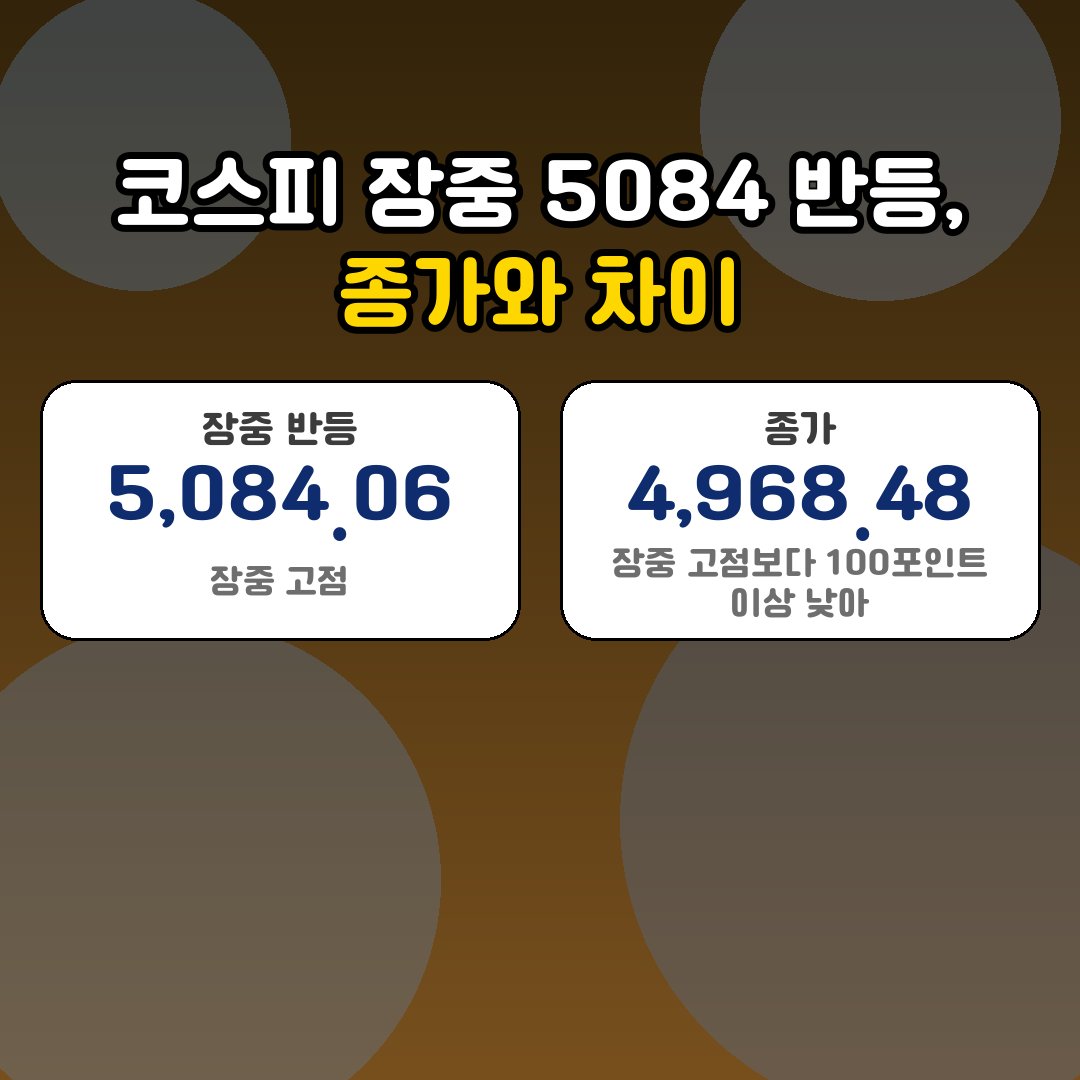 코스피 장중 5084 반등,
종가와 차이
장중 반등
5,084.06
장중 고점
종가
4,968.48
장중 고점보다 100포인트
이상 낮아